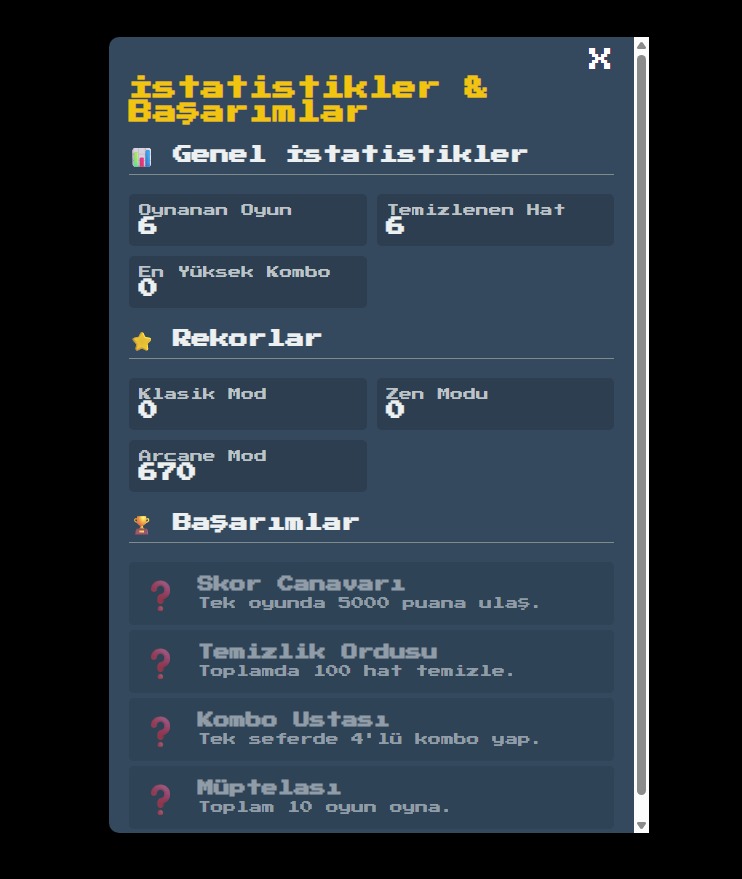 X
İstatistikler &
Başarımlar
Genel İstatistikler
Oynanan Oyun
6
Temizlenen Hat
6
En Yüksek Kombo
0
Rekorlar
Klasik Mod
0
Zen Modu
0
Arcane Mod
670
Başarımlar
Skor Canavarı
Tek oyunda 5000 puana ulaş.
Temizlik Ordusu
Toplamda 100 hat temizle.
Kombo Ustası
Tek seferde 4'lü kombo yap.
Müptelası
Toplam 10 oyun oyna.